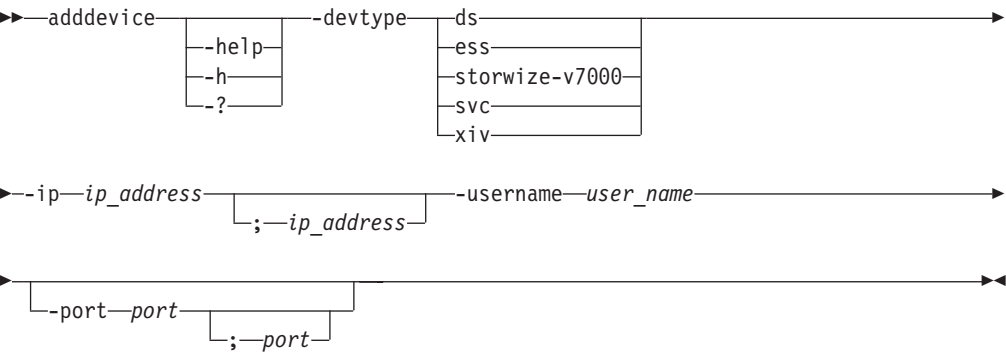 adddevice -devtype ds
-help ess
-h storwize-v7000
-? svc
xiv
-ip ip_address -username user_name
; ip_address
-port port
; port